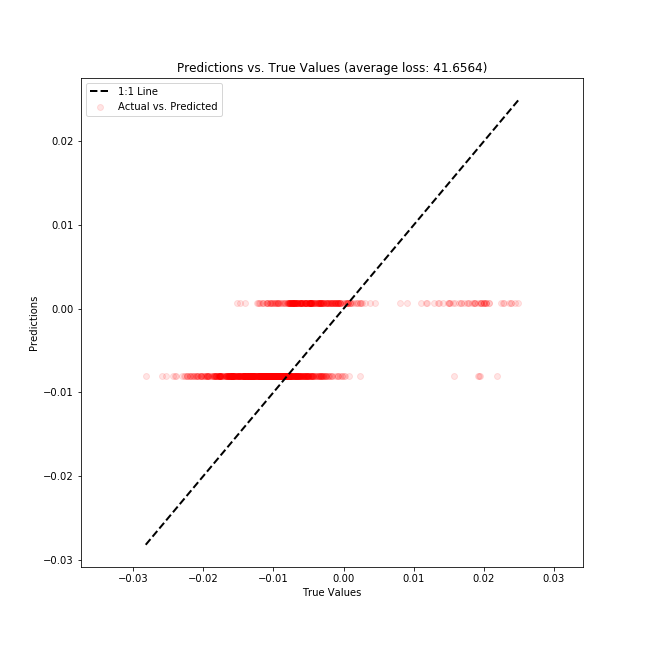 Predictions vs. True Values (average loss: 41.6564)
1:1 Line
Actual vs. Predicted
0.02
0.01
0.00
−0.01
−0.02
−0.03
Predictions
−0.03
−0.02
−0.01
0.00
0.01
0.02
0.03
True Values